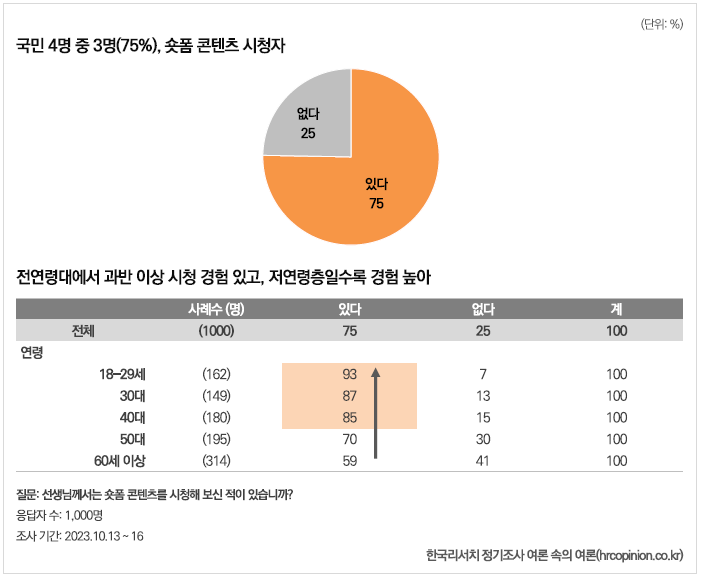 (단위: %)
국민 4명 중 3명(75%), 숏폼 콘텐츠 시청자
없다
25
있다
75
전연령대에서 과반 이상 시청 경험 있고, 저연령층일수록 경험 높아
사례수 (명) 있다 없다 계
전체 (1000) 75 25 100
연령
18–29세 (162) 93 7 100
30대 (149) 87 13 100
40대 (180) 85 15 100
50대 (195) 70 30 100
60세 이상 (314) 59 41 100
질문: 선생님께서는 숏폼 콘텐츠를 시청해 보신 적이 있습니까?
응답자 수: 1,000명
조사 기간: 2023.10.13 ~ 16
한국리서치 정기조사 여론 속의 여론(hrcopinion.co.kr)